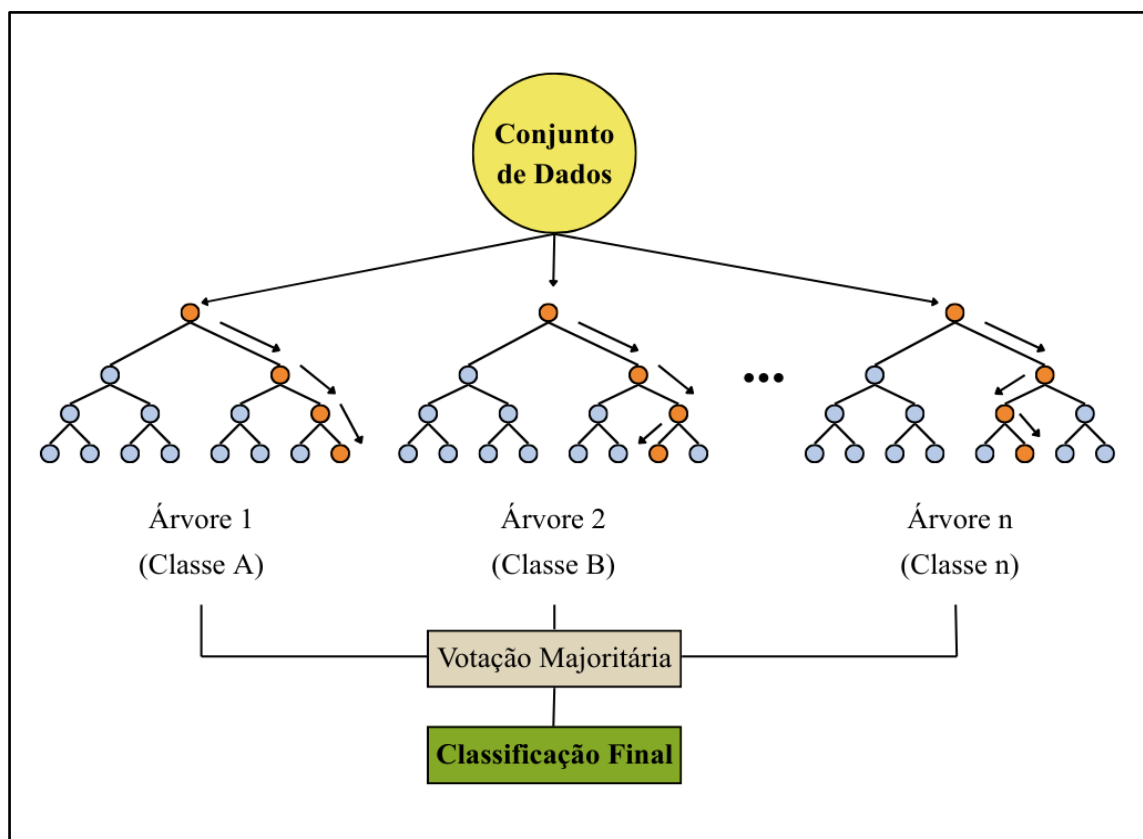 Conjunto
de Dados
Árvore 1
(Classe A)
Árvore 2
(Classe B)
Árvore n
(Classe n)
Votação Majoritária
Classificação Final